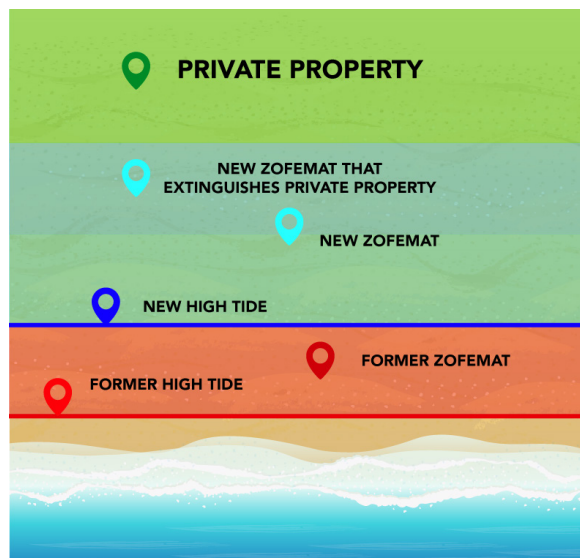 PRIVATE PROPERTY
NEW ZOFEMAT THAT
EXTINGUISHES PRIVATE PROPERTY
NEW ZOFEMAT
NEW HIGH TIDE
FORMER ZOFEMAT
FORMER HIGH TIDE